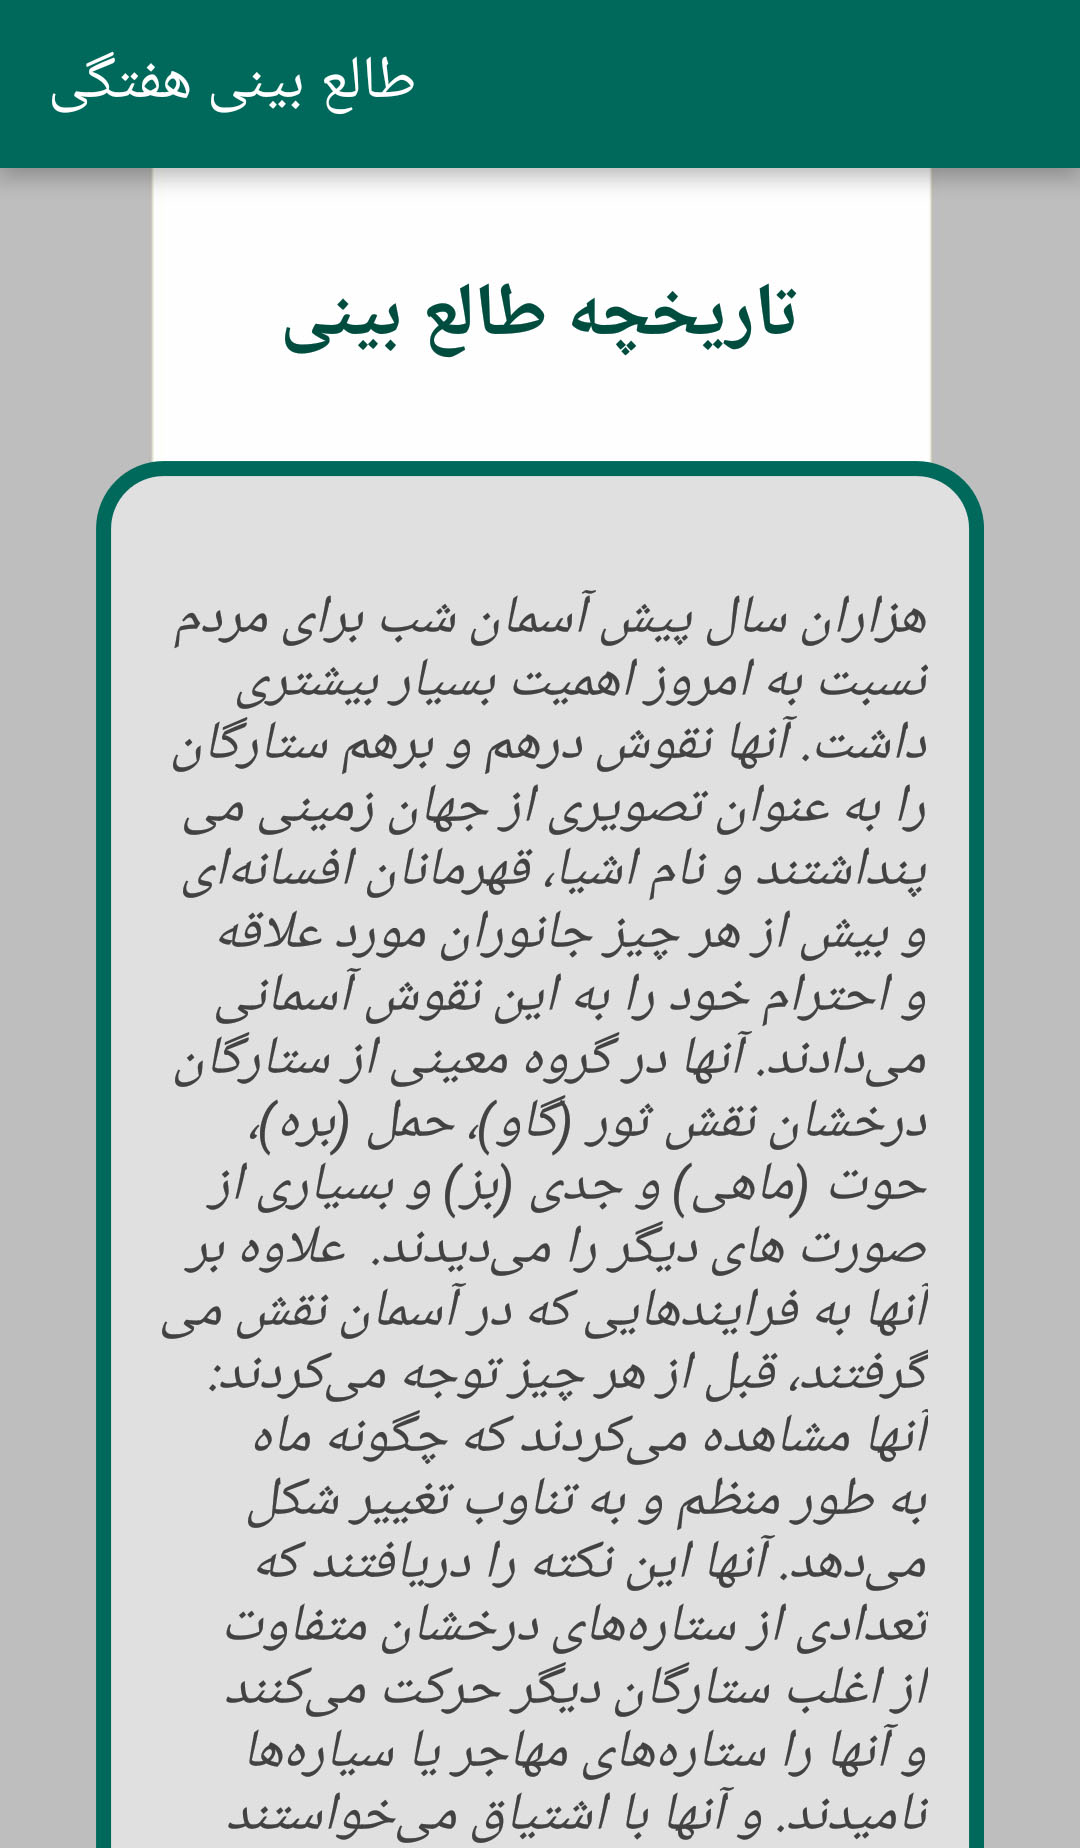 طالع بینی هفتگی
تاریخچه طالع بینی
هزاران سال پیش آسمان شب برای مردم
نسبت به امروز اهمیت بسیار بیشتری
داشت. آنها نقوش درهم و برهم ستارگان
را به عنوان تصویری از جهان زمینی می
پنداشتند و نام اشیا، قهرمانان افسانه‌ای
و بیش از هر چیز جانوران مورد علاقه
و احترام خود را به این نقوش آسمانی
می‌دادند. آنها در گروه معینی از ستارگان
درخشان نقش ثور (گاو)، حمل (بره)،
حوت (ماهی) و جدی (بز) و بسیاری از
صورت های دیگر را می‌دیدند. علاوه بر
آنها به فرایندهایی که در آسمان نقش می
گرفتند، قبل از هر چیز توجه می‌کردند:
آنها مشاهده می‌کردند که چگونه ماه
به طور منظم و به تناوب تغییر شکل
می‌دهد. آنها این نکته را دریافتند که
تعدادی از ستاره‌های درخشان متفاوت
از اغلب ستارگان دیگر حرکت می‌کنند
و آنها را ستاره‌های مهاجر یا سیاره‌ها
نامیدند. و آنها با اشتیاق می‌خواستند